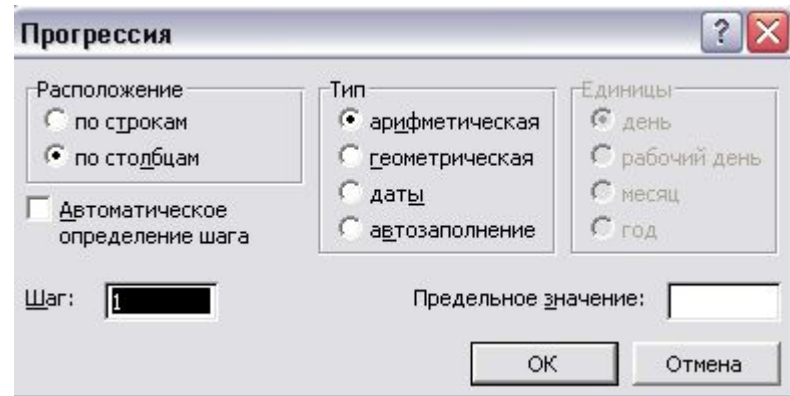 Прогрессия
Расположение
по строкам
по столбцам
Автоматическое
определение шага
Тип
арифметическая
геометрическая
даты
автозаполнение
Единицы
день
рабочий день
месяц
год
Шаг: 1
Предельное значение:
ОК
Отмена